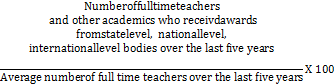 Numberoffulltimeteachers
and other academics who receivdawards
fromstatelevel, nationallevel,
internationallevel bodies over the last five years
X 100
Average numberof full time teachers over the last five years